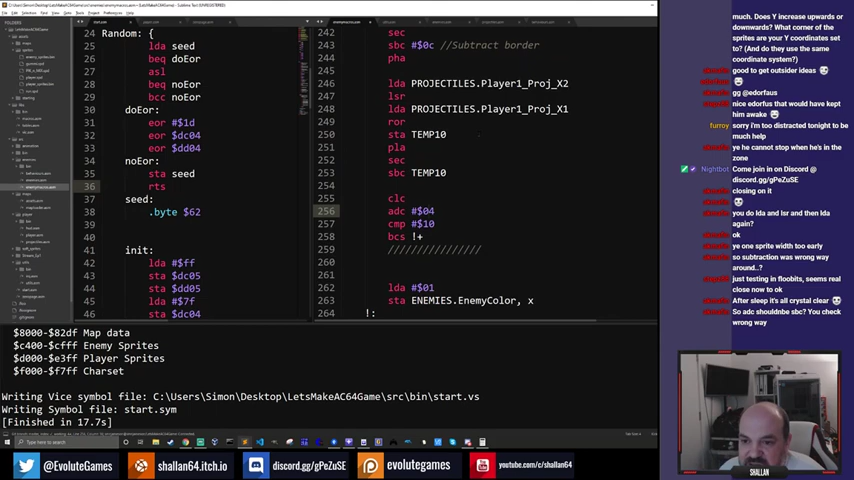 24 Random: {
25 lda seed
26 beq doEor
27 asl
28 beq noEor
29 bcc noEor
30 doEor:
31 eor #$1d
32 eor $dc04
33 eor $dd04
34 noEor:
35 sta seed
36 rts
37 seed:
38 .byte $62
39
40
41 init:
42 lda #$ff
43 sta $dc05
44 sta $dd05
45 lda #$7f
46 sta $dc04
242 sec
243 sbc #$0c //Subtract border
244 pha
245
246 lda PROJECTILES.Player1_Proj_X2
247 lsr
248 lda PROJECTILES.Player1_Proj_X1
249 ror
250 sta TEMP10
251 pla
252 sec
253 sbc TEMP10
254
255 clc
256 adc #$04
257 cmp #$10
258 bcs !+
259 ////////////////
260
261
262 lda #$01
263 sta ENEMIES.EnemyColor, x
264 !:
$8000-$82df Map data
$c400-$cfff Enemy Sprites
$d000-$e3ff Player Sprites
$f000-$f7ff Charset
Writing Vice symbol file: C:\Users\Simon\Desktop\LetsMakeAC64Game\src\bin\start.vs
Writing Symbol file: start.sym
[Finished in 17.7s]
much. Does Y increase upwards or
downwards? What corner of the
sprites are your Y coordinates set
to? (And do they use the same
coordinate system?)
good to get outsider ideas
gg @edorfaus
nice edorfus that would have kept
him awake
furroy sorry i'm too distracted tonight to be
much help
ye he cannot stop when he's in the
zone
Nightbot Come join in on Discord @
discord.gg/gPeZuSE
closing on it
you do lda and lsr and then lda
again?
ok
ye one sprite width too early
so subtraction was wrong way
around..?
just testing in floobits, seems real
close now to ok
After sleep it's all crystal clear
So adc shouldnbe sbc? You check
wrong way
Type here to search
@EvoluteGames
shallan64.itch.io
discord.gg/gPeZuSE
evolutegames
youtube.com/c/shallan64
SHALLAN